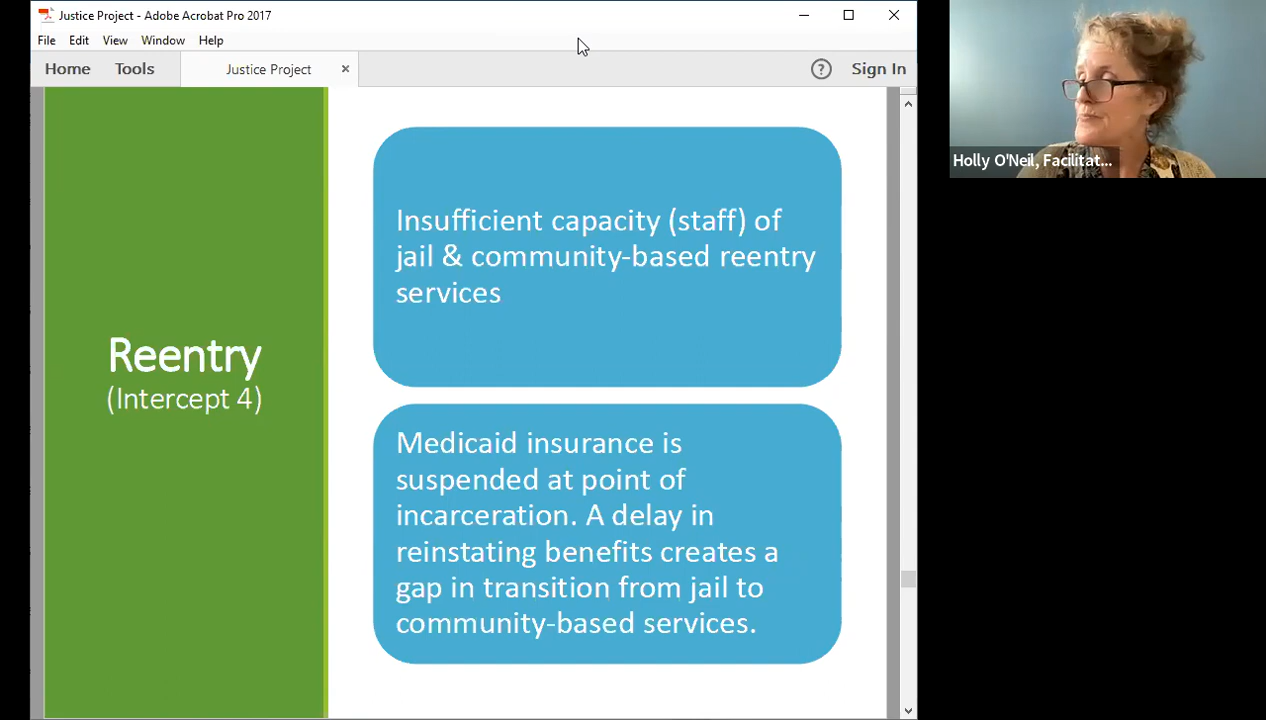 Justice Project - Adobe Acrobat Pro 2017
File Edit View Window Help
Home Tools Justice Project × ? Sign In
Reentry
(Intercept 4)
Insufficient capacity (staff) of
jail & community-based reentry
services
Medicaid insurance is
suspended at point of
incarceration. A delay in
reinstating benefits creates a
gap in transition from jail to
community-based services.
Holly O'Neil, Facilitat...